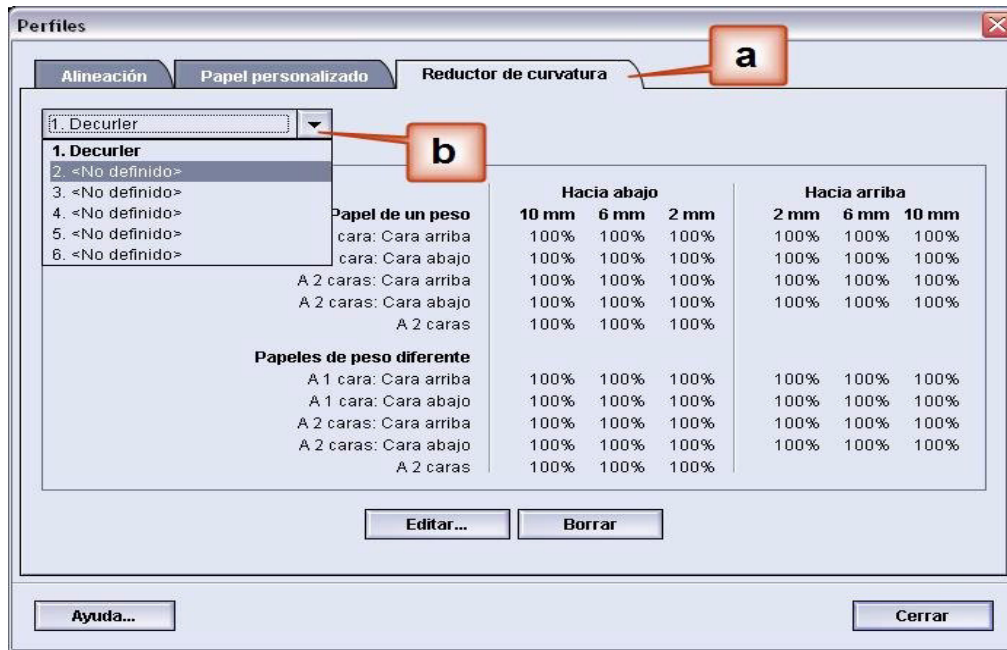 Perfiles
Alineación Papel personalizado Reductor de curvatura a
1. Decurler b
1. Decurler
2. <No definido>
3. <No definido>
4. <No definido>
5. <No definido>
6. <No definido>
Hacia abajo Hacia arriba
Papel de un peso 10 mm 6 mm 2 mm 2 mm 6 mm 10 mm
cara: Cara arriba 100% 100% 100% 100% 100% 100%
cara: Cara abajo 100% 100% 100% 100% 100% 100%
A 2 caras: Cara arriba 100% 100% 100% 100% 100% 100%
A 2 caras: Cara abajo 100% 100% 100% 100% 100% 100%
A 2 caras 100% 100% 100%
Papeles de peso diferente
A 1 cara: Cara arriba 100% 100% 100% 100% 100% 100%
A 1 cara: Cara abajo 100% 100% 100% 100% 100% 100%
A 2 caras: Cara arriba 100% 100% 100% 100% 100% 100%
A 2 caras: Cara abajo 100% 100% 100% 100% 100% 100%
A 2 caras 100% 100% 100%
Editar... Borrar
Ayuda... Cerrar